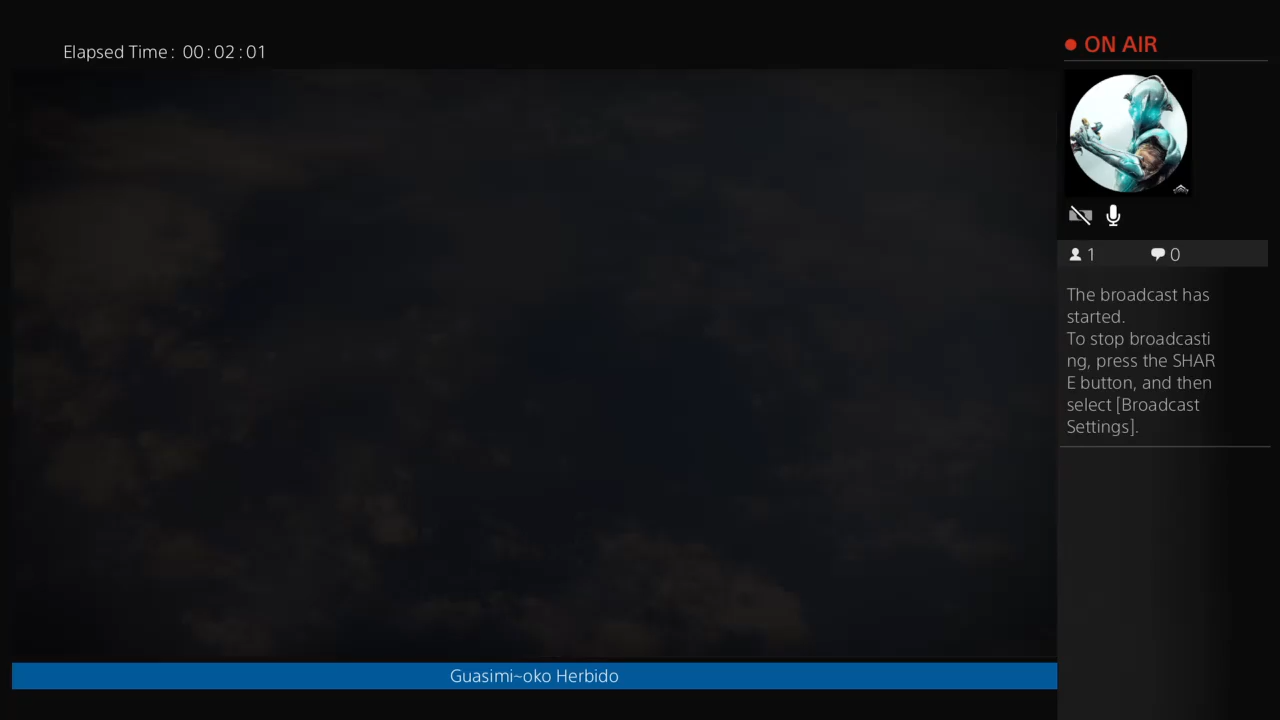 Elapsed Time: 00:02:01
ON AIR
1
0
The broadcast has
started.
To stop broadcasti
ng, press the SHAR
E button, and then
select [Broadcast
Settings].
Guasimi~oko Herbido